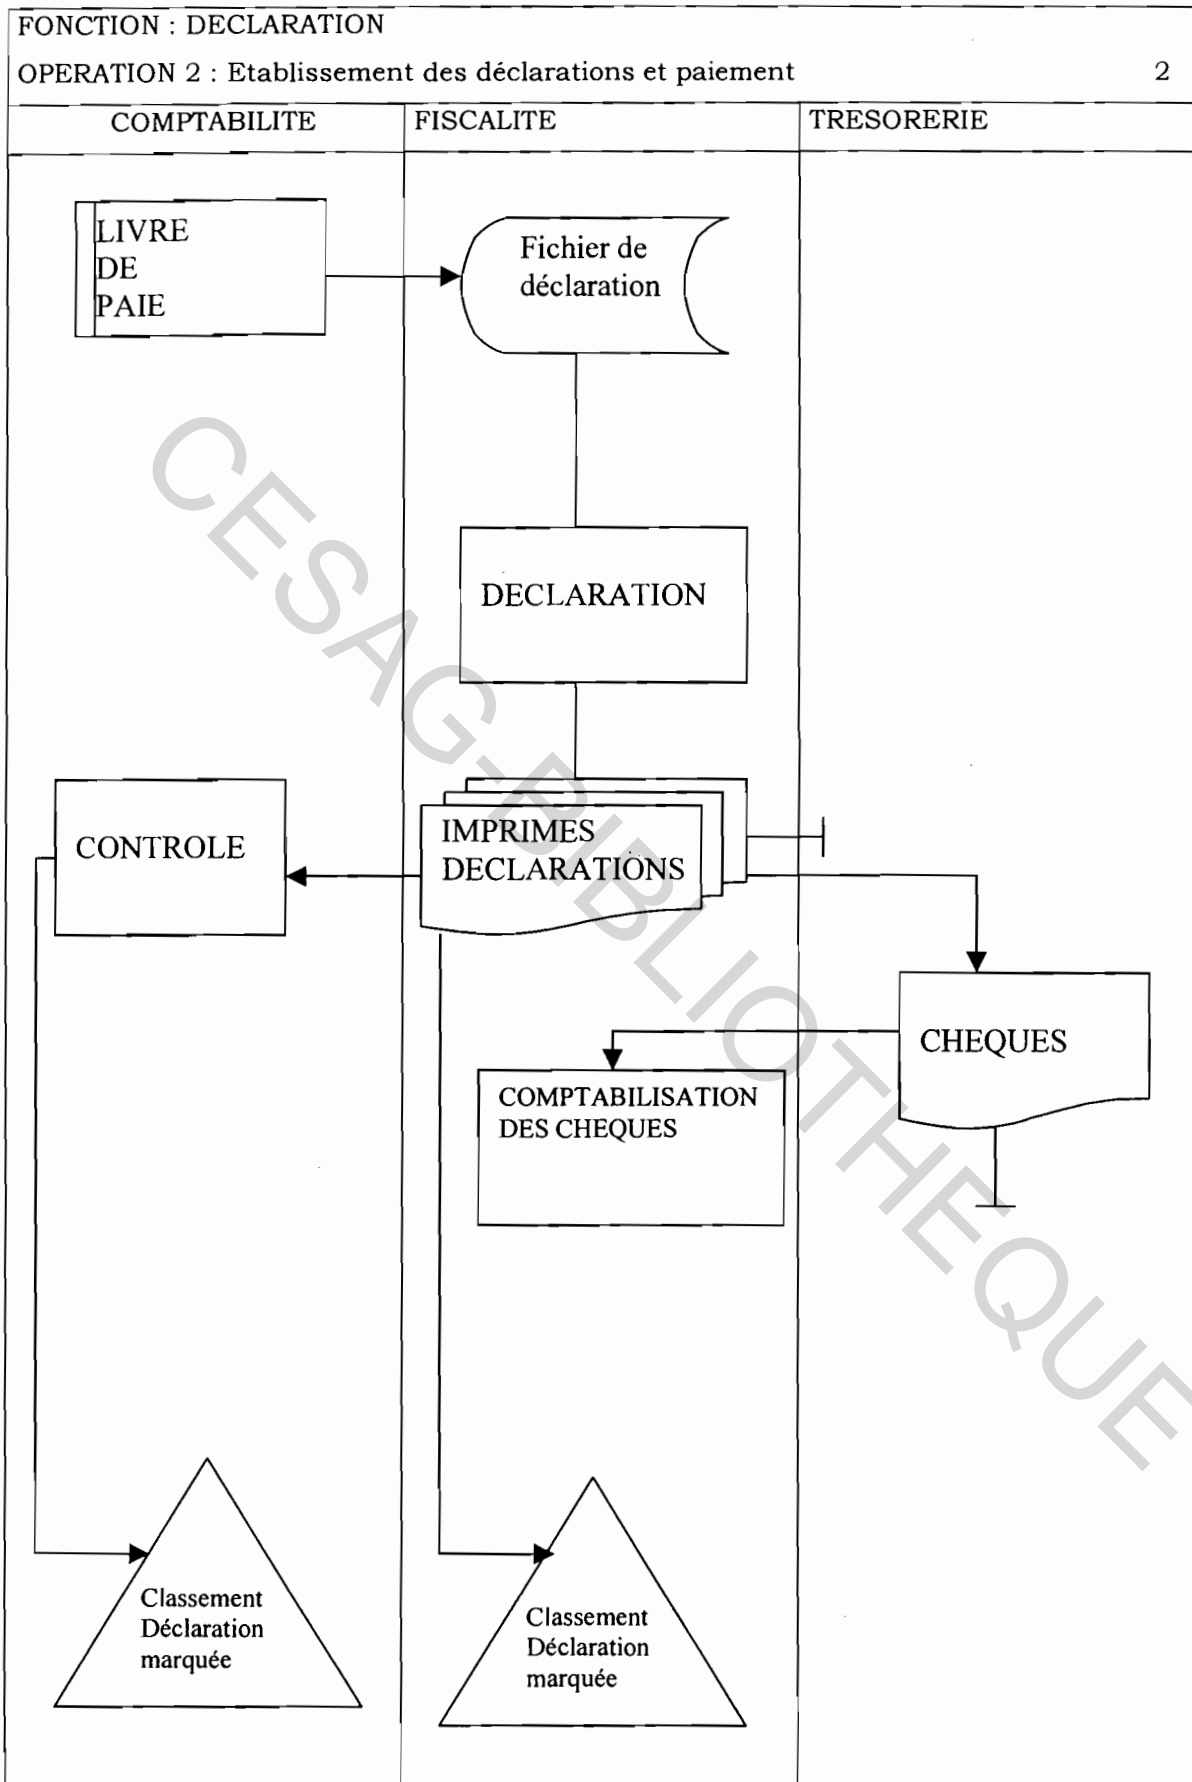 FONCTION : DECLARATION
OPERATION 2 : Etablissement des déclarations et paiement 2
COMPTABILITE
FISCALITE
TRESORERIE
LIVRE
DE
PAIE
Fichier de
déclaration
DECLARATION
CONTROLE
IMPRIMES
DECLARATIONS
CHEQUES
COMPTABILISATION
DES CHEQUES
Classement
Déclaration
marquée
Classement
Déclaration
marquée
CESAG-BIBLIOTHEQUE